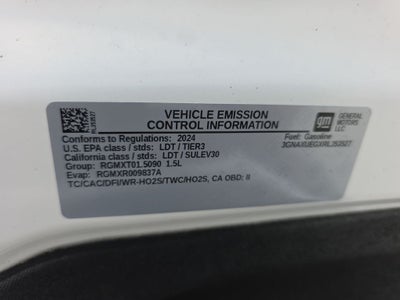 VEHICLE EMISSION
CONTROL INFORMATION
gm
GENERAL
MOTORS
LLC
Conforms to Regulations: 2024
Fuel: Gasoline
U.S. EPA class / stds: LDT / TIER3
California class / stds: LDT / SULEV30
Group: RGMXT01.5090 1.5L
Evap: RGMXR009837A
TC/CAC/DFI/WR-HO2S/TWC/HO2S, CA OBD: II